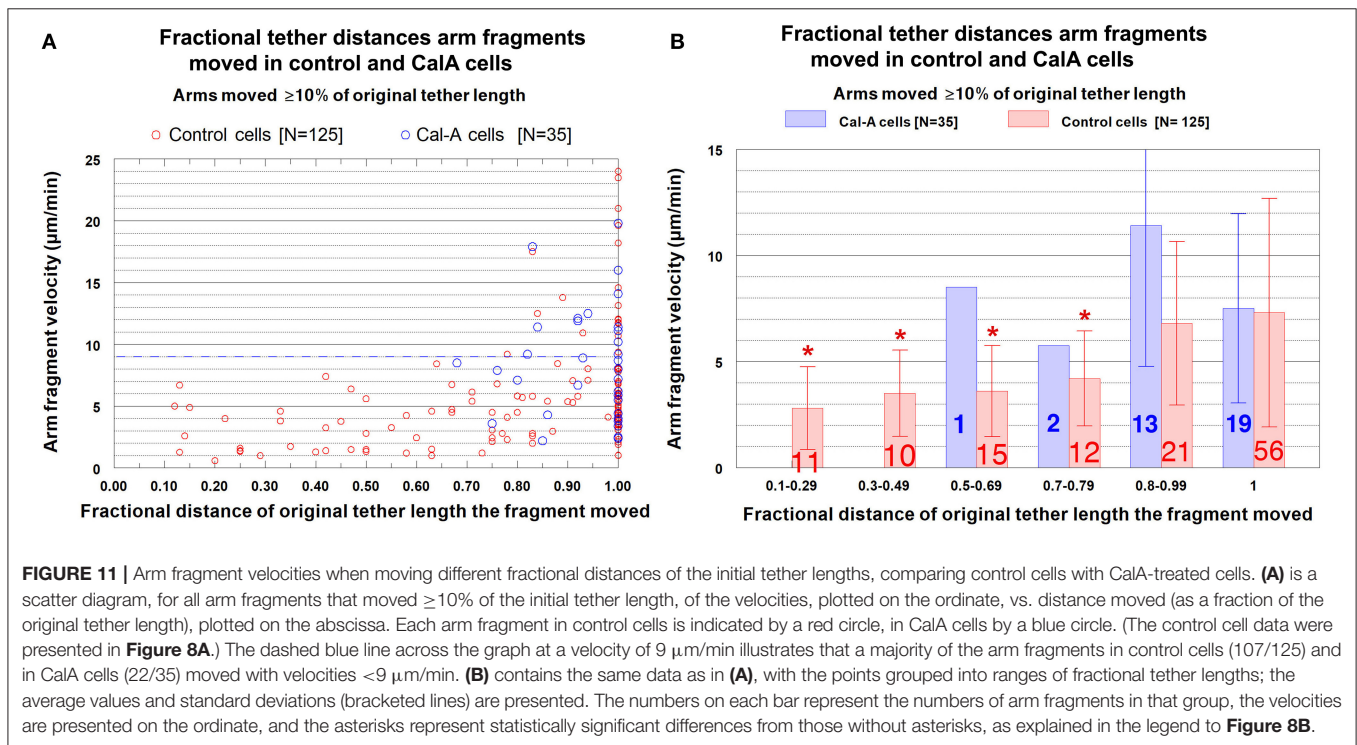 A
Fractional tether distances arm fragments
moved in control and CalA cells
Arms moved ≥10% of original tether length
Control cells [N=125]
Cal-A cells [N=35]
Arm fragment velocity (µm/min)
25
20
15
10
5
0
0.00 0.10 0.20 0.30 0.40 0.50 0.60 0.70 0.80 0.90 1.00
Fractional distance of original tether length the fragment moved
B
Fractional tether distances arm fragments
moved in control and CalA cells
Arms moved ≥10% of original tether length
Cal-A cells [N=35]
Control cells [N= 125]
Arm fragment velocity (µm/min)
15
10
5
0
* * * *
11 10 1 15 2 12 13 21 19 56
0.1-0.29 0.3-0.49 0.5-0.69 0.7-0.79 0.8-0.99 1
Fractional distance of original tether length the fragment moved
FIGURE 11 | Arm fragment velocities when moving different fractional distances of the initial tether lengths, comparing control cells with CalA-treated cells. (A) is a
scatter diagram, for all arm fragments that moved ≥10% of the initial tether length, of the velocities, plotted on the ordinate, vs. distance moved (as a fraction of the
original tether length), plotted on the abscissa. Each arm fragment in control cells is indicated by a red circle, in CalA cells by a blue circle. (The control cell data were
presented in Figure 8A.) The dashed blue line across the graph at a velocity of 9 µm/min illustrates that a majority of the arm fragments in control cells (107/125) and
in CalA cells (22/35) moved with velocities <9 µm/min. (B) contains the same data as in (A), with the points grouped into ranges of fractional tether lengths; the
average values and standard deviations (bracketed lines) are presented. The numbers on each bar represent the numbers of arm fragments in that group, the velocities
are presented on the ordinate, and the asterisks represent statistically significant differences from those without asterisks, as explained in the legend to Figure 8B.